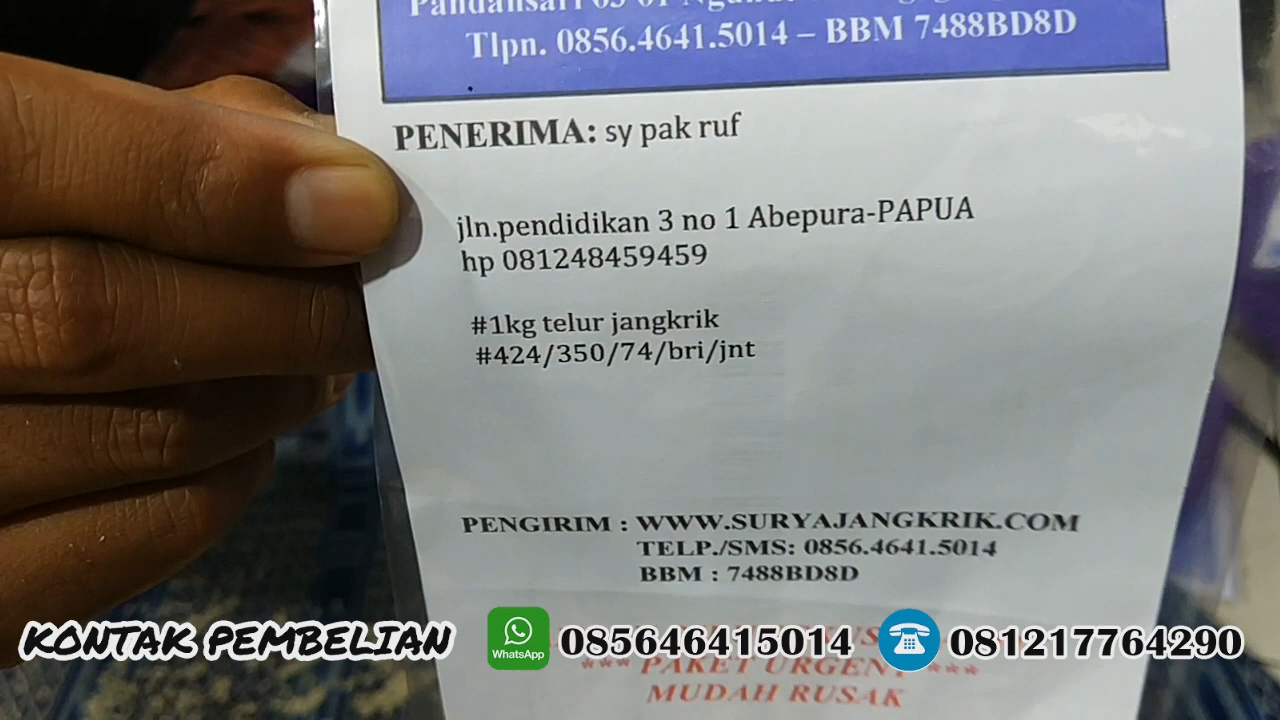 Tlpn. 0856.4641.5014 – BBM 7488BD8D
PENERIMA: sy pak ruf
jln.pendidikan 3 no 1 Abepura-PAPUA
hp 081248459459
#1kg telur jangkrik
#424/350/74/bri/jnt
PENGIRIM : WWW.SURYAJANGKRIK.COM
TELP./SMS: 0856.4641.5014
BBM : 7488BD8D
KONTAK PEMBELIAN
WhatsApp
085646415014
081217764290
*** PAKET URGENT ***
MUDAH RUSAK